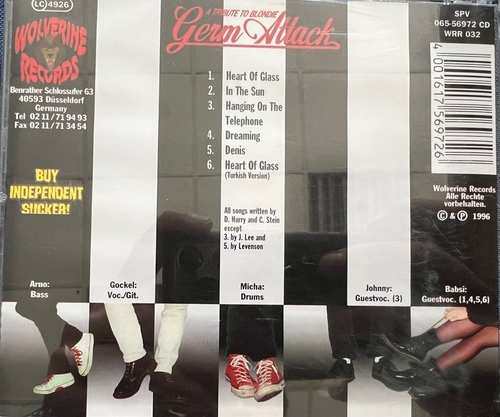 LC 4926
WOLVERINE
RECORDS
Benrather Schlossufer 63
40593 Düsseldorf
Germany
Tel 02 11/71 94 93
Fax 02 11/71 34 54
BUY
INDEPENDENT
SUCKER!
A TRIBUTE TO BLONDIE
Germ Attack
1. Heart Of Glass
2. In The Sun
3. Hanging On The
Telephone
4. Dreaming
5. Denis
6. Heart Of Glass
(Turkish Version)
All songs written by
D. Harry and C. Stein
except
3. by J. Lee and
5. by Levenson
SPV
065-56972 CD
WRR 032
4 001617 569726
Wolverine Records
Alle Rechte
vorbehalten.
© & ℗ 1996
Arno:
Bass
Gockel:
Voc./Git.
Micha:
Drums
Johnny:
Guestvoc. (3)
Babsi:
Guestvoc. (1,4,5,6)